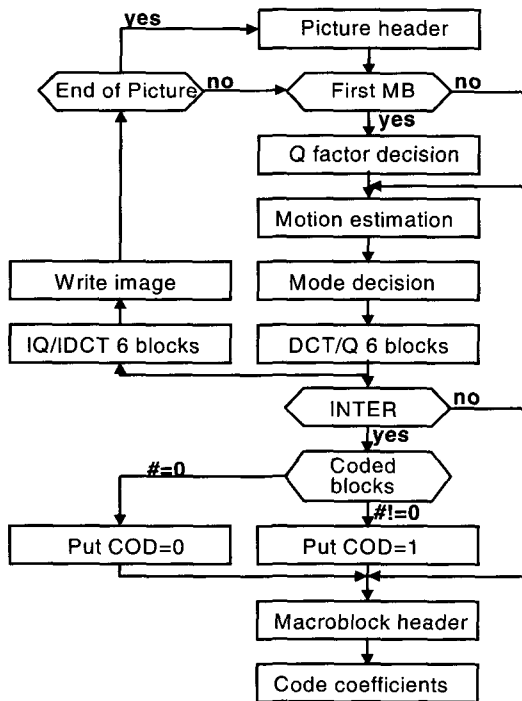 yes
Picture header
End of Picture
no
First MB
no
yes
Q factor decision
Motion estimation
Write image
Mode decision
IQ/IDCT 6 blocks
DCT/Q 6 blocks
INTER
no
yes
#=0
Coded
blocks
#!=0
Put COD=0
Put COD=1
Macroblock header
Code coefficients